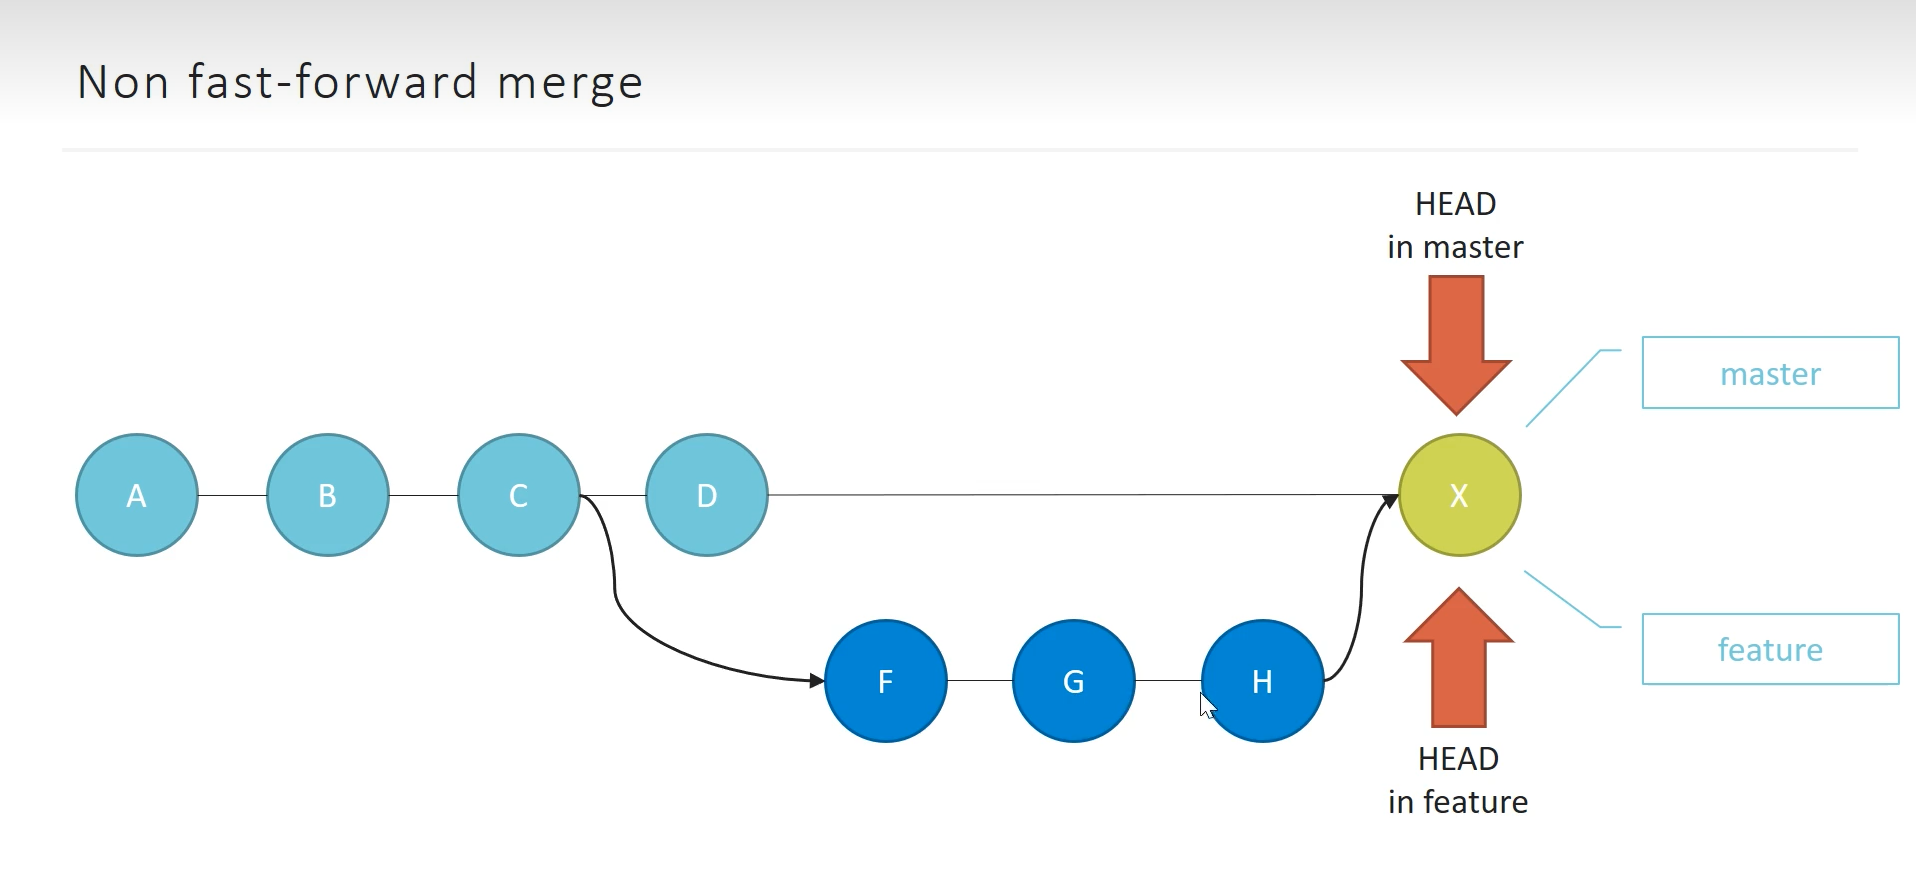 Non fast-forward merge
HEAD
in master
master
A
B
C
D
X
F
G
H
feature
HEAD
in feature